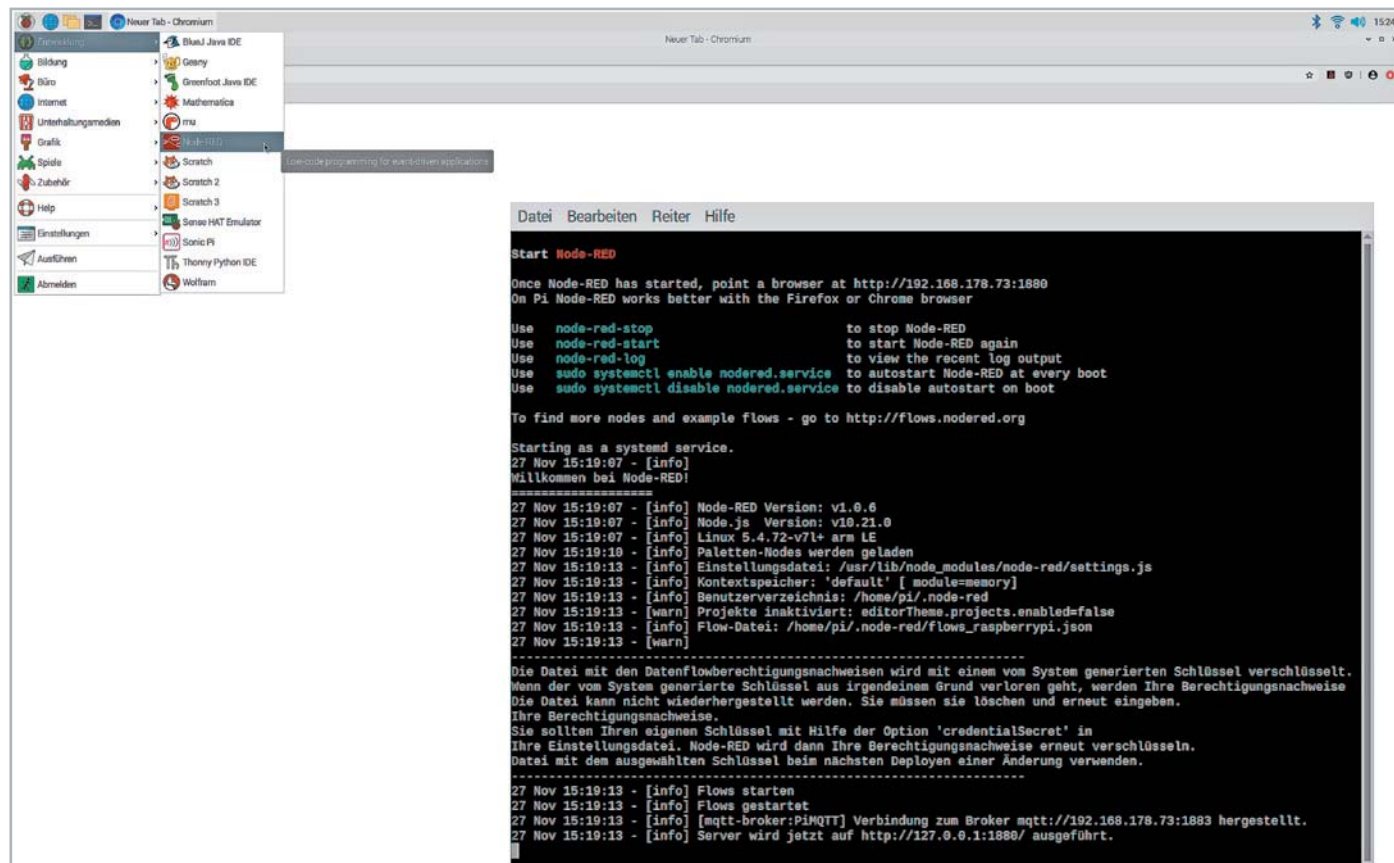 Neuer Tab - Chromium
15:24
Neuer Tab - Chromium
Entwicklung
Bildung
Büro
Internet
Unterhaltungsmedien
Grafik
Spiele
Zubehör
Help
Einstellungen
Ausführen
Abmelden
BlueJ Java IDE
Geany
Greenfoot Java IDE
Mathematica
mu
Node-RED
Scratch
Scratch 2
Scratch 3
Sense HAT Emulator
Sonic Pi
Thonny Python IDE
Wolfram
Low-code programming for event-driven applications
Datei Bearbeiten Reiter Hilfe
Start Node-RED
Once Node-RED has started, point a browser at http://192.168.178.73:1880
On Pi Node-RED works better with the Firefox or Chrome browser
Use node-red-stop to stop Node-RED
Use node-red-start to start Node-RED again
Use node-red-log to view the recent log output
Use sudo systemctl enable nodered.service to autostart Node-RED at every boot
Use sudo systemctl disable nodered.service to disable autostart on boot
To find more nodes and example flows - go to http://flows.nodered.org
Starting as a systemd service.
27 Nov 15:19:07 - [info]
Willkommen bei Node-RED!
===================
27 Nov 15:19:07 - [info] Node-RED Version: v1.0.6
27 Nov 15:19:07 - [info] Node.js Version: v10.21.0
27 Nov 15:19:07 - [info] Linux 5.4.72-v7l+ arm LE
27 Nov 15:19:10 - [info] Paletten-Nodes werden geladen
27 Nov 15:19:13 - [info] Einstellungsdatei: /usr/lib/node_modules/node-red/settings.js
27 Nov 15:19:13 - [info] Kontextspeicher: 'default' [ module=memory]
27 Nov 15:19:13 - [info] Benutzerverzeichnis: /home/pi/.node-red
27 Nov 15:19:13 - [warn] Projekte inaktiviert: editorTheme.projects.enabled=false
27 Nov 15:19:13 - [info] Flow-Datei: /home/pi/.node-red/flows_raspberrypi.json
27 Nov 15:19:13 - [warn]
---------------------------------------------------------------------
Die Datei mit den Datenflowberechtigungsnachweisen wird mit einem vom System generierten Schlüssel verschlüsselt.
Wenn der vom System generierte Schlüssel aus irgendeinem Grund verloren geht, werden Ihre Berechtigungsnachweise
Die Datei kann nicht wiederhergestellt werden. Sie müssen sie löschen und erneut eingeben.
Ihre Berechtigungsnachweise.
Sie sollten Ihren eigenen Schlüssel mit Hilfe der Option 'credentialSecret' in
Ihre Einstellungsdatei. Node-RED wird dann Ihre Berechtigungsnachweise erneut verschlüsseln.
Datei mit dem ausgewählten Schlüssel beim nächsten Deployen einer Änderung verwenden.
---------------------------------------------------------------------
27 Nov 15:19:13 - [info] Flows starten
27 Nov 15:19:13 - [info] Flows gestartet
27 Nov 15:19:13 - [info] [mqtt-broker:PiMQTT] Verbindung zum Broker mqtt://192.168.178.73:1883 hergestellt.
27 Nov 15:19:13 - [info] Server wird jetzt auf http://127.0.0.1:1880/ ausgeführt.